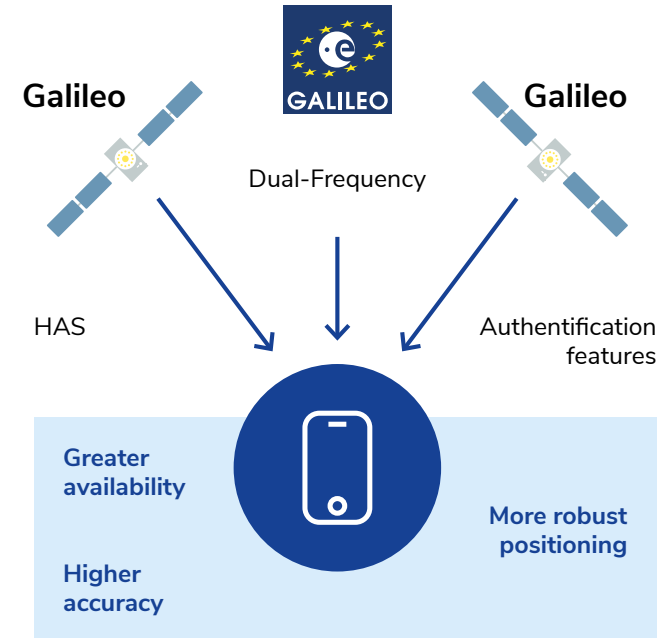 GALILEO
Galileo
Galileo
Dual-Frequency
HAS
Authentification
features
Greater
availability
Higher
accuracy
More robust
positioning